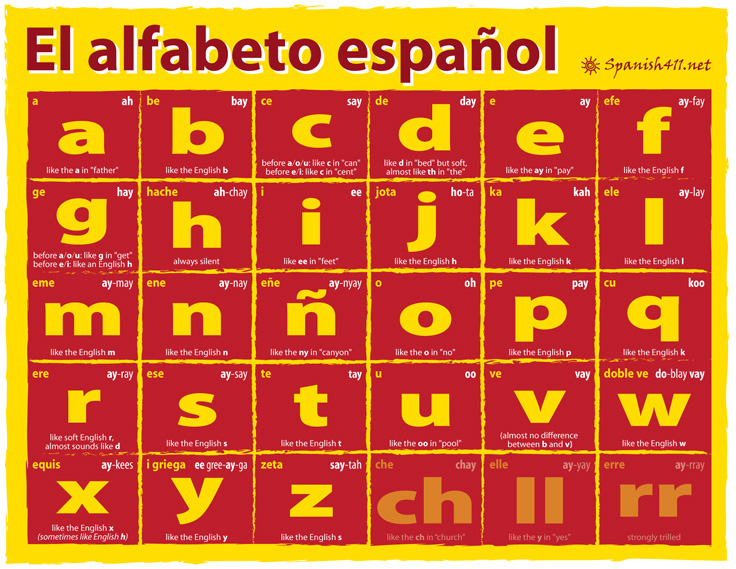 El alfabeto español
Spanish411.net
a ah
a
like the a in "father"
be bay
b
like the English b
ce say
c
before a/o/u: like c in "can"
before e/i: like c in "cent"
de day
d
like d in "bed" but soft,
almost like th in "the"
e ay
e
like the ay in "pay"
efe ay-fay
f
like the English f
ge hay
g
before a/o/u: like g in "get"
before e/i: like an English h
hache ah-chay
h
always silent
i ee
i
like ee in "feet"
jota ho-ta
j
like the English h
ka kah
k
like the English k
ele ay-lay
l
like the English l
eme ay-may
m
like the English m
ene ay-nay
n
like the English n
eñe ay-nyay
ñ
like the ny in "canyon"
o oh
o
like the o in "no"
pe pay
p
like the English p
cu koo
q
like the English k
ere ay-ray
r
like soft English r,
almost sounds like d
ese ay-say
s
like the English s
te tay
t
like the English t
u oo
u
like the oo in "pool"
ve vay
v
(almost no difference
between b and v)
doble ve do-blay vay
w
like the English w
equis ay-kees
x
like the English x
(sometimes like English h)
i griega ee gree-ay-ga
y
like the English y
zeta say-tah
z
like the English s
che chay
ch
like the ch in "church"
elle ay-yay
ll
like the y in "yes"
erre ay-rray
rr
strongly trilled